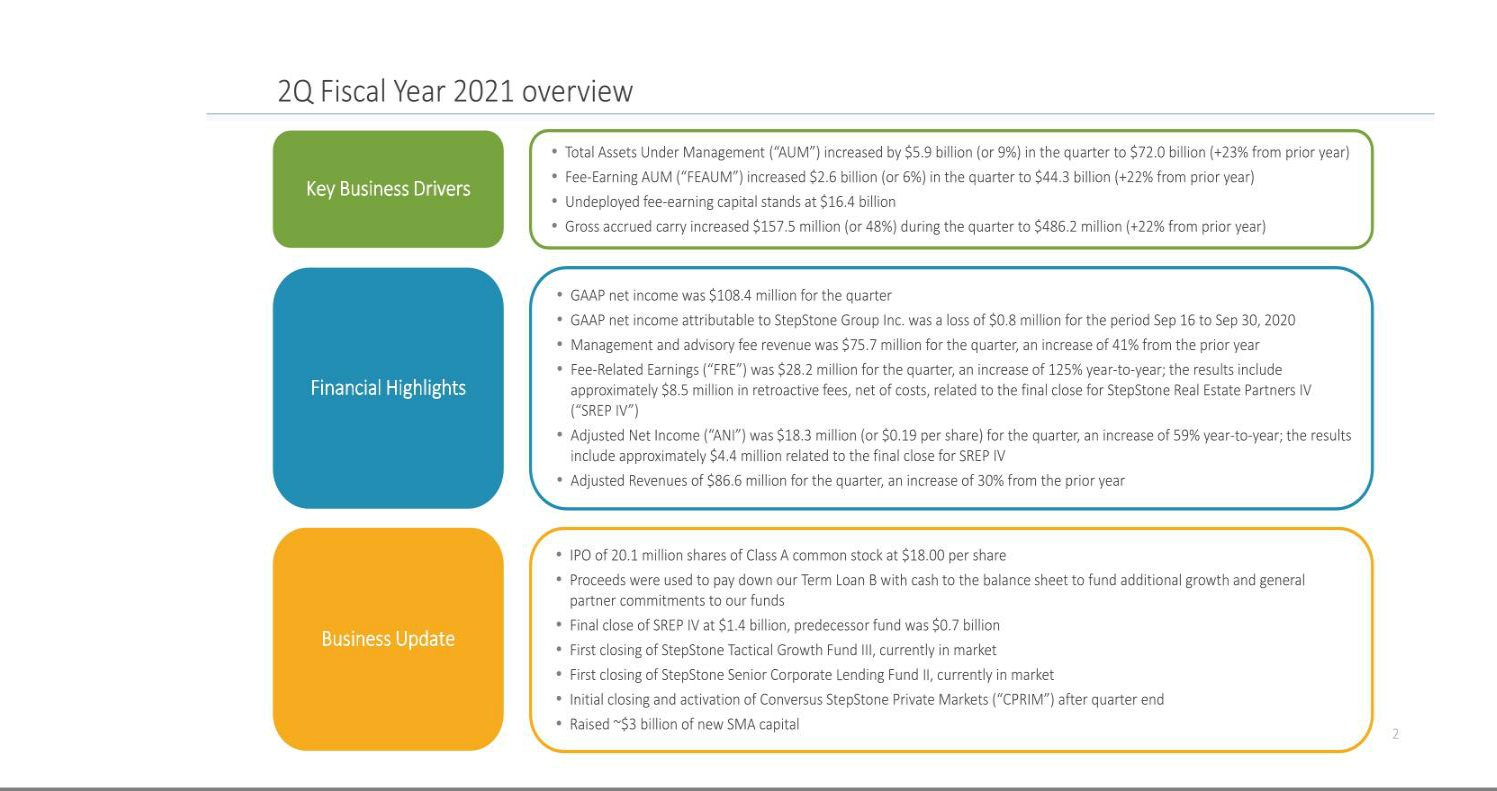 2Q Fiscal Year 2021 overview
Key Business Drivers
• Total Assets Under Management (“AUM”) increased by $5.9 billion (or 9%) in the quarter to $72.0 billion (+23% from prior year)
• Fee-Earning AUM (“FEAUM”) increased $2.6 billion (or 6%) in the quarter to $44.3 billion (+22% from prior year)
• Undeployed fee-earning capital stands at $16.4 billion
• Gross accrued carry increased $157.5 million (or 48%) during the quarter to $486.2 million (+22% from prior year)
Financial Highlights
• GAAP net income was $108.4 million for the quarter
• GAAP net income attributable to StepStone Group Inc. was a loss of $0.8 million for the period Sep 16 to Sep 30, 2020
• Management and advisory fee revenue was $75.7 million for the quarter, an increase of 41% from the prior year
• Fee-Related Earnings (“FRE”) was $28.2 million for the quarter, an increase of 125% year-to-year; the results include
approximately $8.5 million in retroactive fees, net of costs, related to the final close for StepStone Real Estate Partners IV
(“SREP IV”)
• Adjusted Net Income (“ANI”) was $18.3 million (or $0.19 per share) for the quarter, an increase of 59% year-to-year; the results
include approximately $4.4 million related to the final close for SREP IV
• Adjusted Revenues of $86.6 million for the quarter, an increase of 30% from the prior year
Business Update
• IPO of 20.1 million shares of Class A common stock at $18.00 per share
• Proceeds were used to pay down our Term Loan B with cash to the balance sheet to fund additional growth and general
partner commitments to our funds
• Final close of SREP IV at $1.4 billion, predecessor fund was $0.7 billion
• First closing of StepStone Tactical Growth Fund III, currently in market
• First closing of StepStone Senior Corporate Lending Fund II, currently in market
• Initial closing and activation of Conversus StepStone Private Markets (“CPRIM”) after quarter end
• Raised ~$3 billion of new SMA capital
2